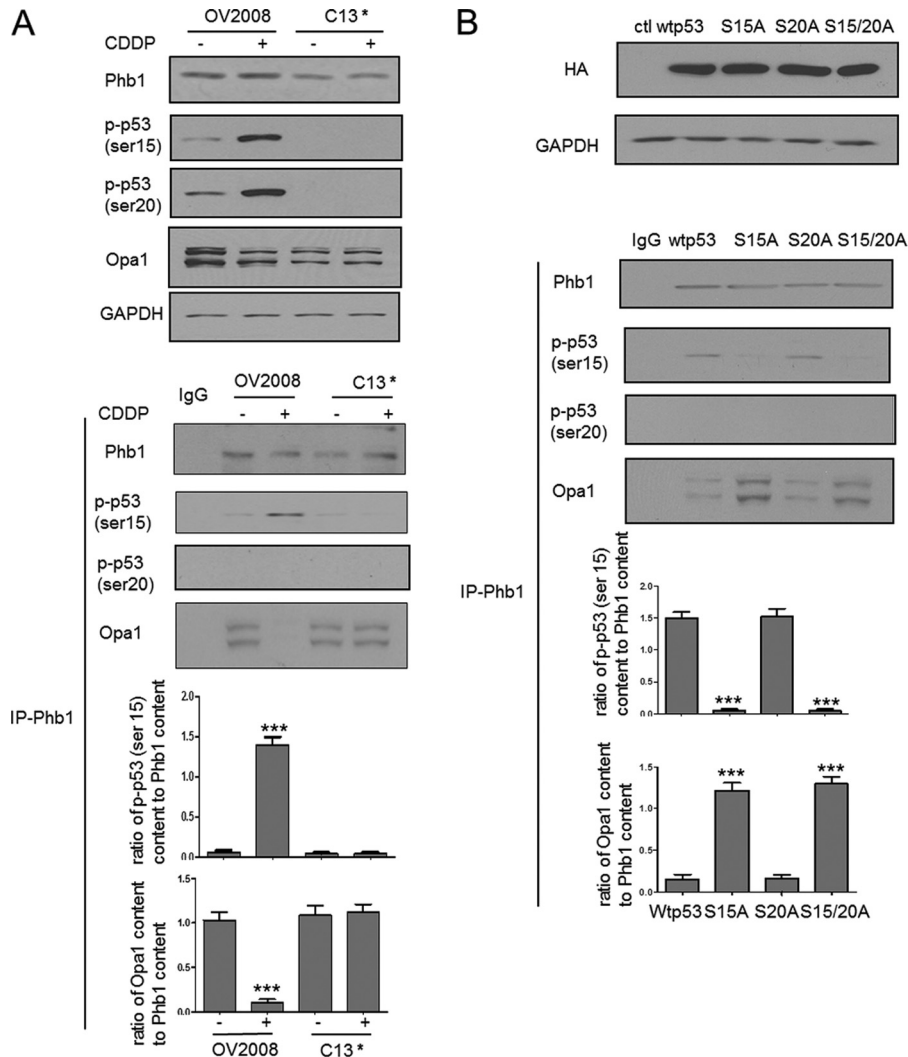 A
OV2008 C13*
CDDP - + - +
Phb1
p-p53
(ser15)
p-p53
(ser20)
Opa1
GAPDH
IgG OV2008 C13*
CDDP - + - +
Phb1
p-p53
(ser15)
p-p53
(ser20)
Opa1
IP-Phb1
ratio of p-p53 (ser 15)
content to Phb1 content
2.0
1.5
1.0
0.5
0.0
***
ratio of Opa1 content
to Phb1 content
1.5
1.0
0.5
0.0
***
- + - +
OV2008 C13*
B
ctl wtp53 S15A S20A S15/20A
HA
GAPDH
IgG wtp53 S15A S20A S15/20A
Phb1
p-p53
(ser15)
p-p53
(ser20)
Opa1
IP-Phb1
ratio of p-p53 (ser 15)
content to Phb1 content
2.0
1.5
1.0
0.5
0.0
*** ***
ratio of Opa1 content
to Phb1 content
1.5
1.0
0.5
0.0
*** ***
Wtp53 S15A S20A S15/20A